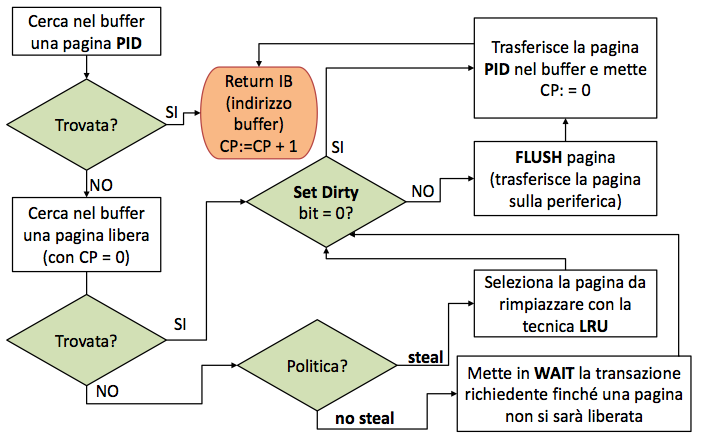 Cerca nel buffer
una pagina PID
Trovata?
SI
NO
Return IB
(indirizzo
buffer)
CP:=CP + 1
Trasferisce la pagina
PID nel buffer e mette
CP: = 0
SI
Set Dirty
bit = 0?
NO
FLUSH pagina
(trasferisce la pagina
sulla periferica)
Cerca nel buffer
una pagina libera
(con CP = 0)
Trovata?
SI
NO
Politica?
steal
no steal
Seleziona la pagina da
rimpiazzare con la
tecnica LRU
Mette in WAIT la transazione
richiedente finché una pagina
non si sarà liberata